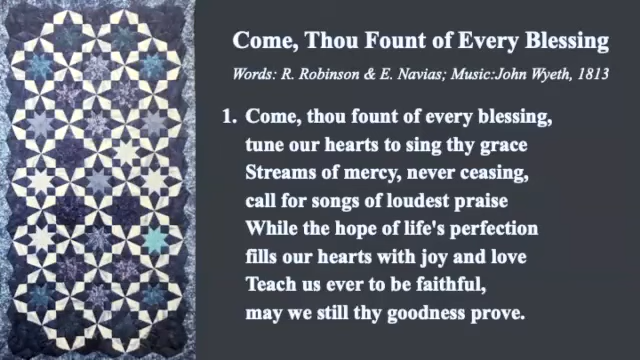 Come, Thou Fount of Every Blessing
Words: R. Robinson & E. Navias; Music:John Wyeth, 1813
1. Come, thou fount of every blessing,
tune our hearts to sing thy grace
Streams of mercy, never ceasing,
call for songs of loudest praise
While the hope of life's perfection
fills our hearts with joy and love
Teach us ever to be faithful,
may we still thy goodness prove.